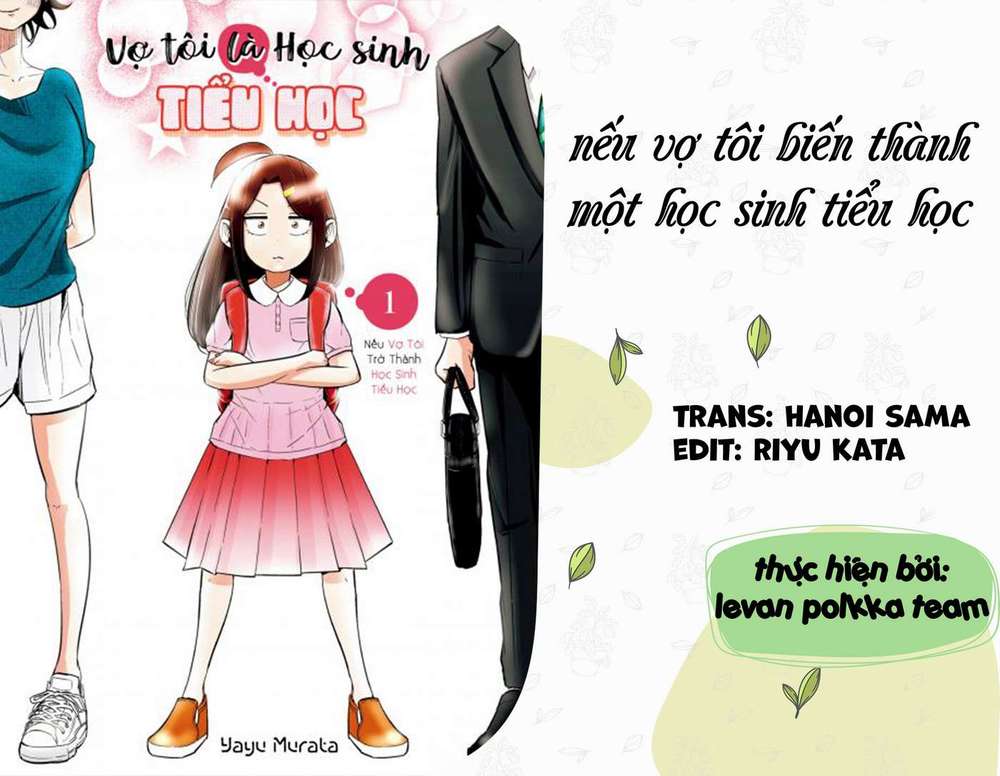 Vợ tôi là Học sinh
TIỂU HỌC
1
Nếu Vợ Tôi
Trở Thành
Học Sinh
Tiểu Học
Yayu Murata
nếu vợ tôi biến thành
một học sinh tiểu học
TRANS: HANOI SAMA
EDIT: RIYU KATA
thực hiện bởi:
levan polkka team